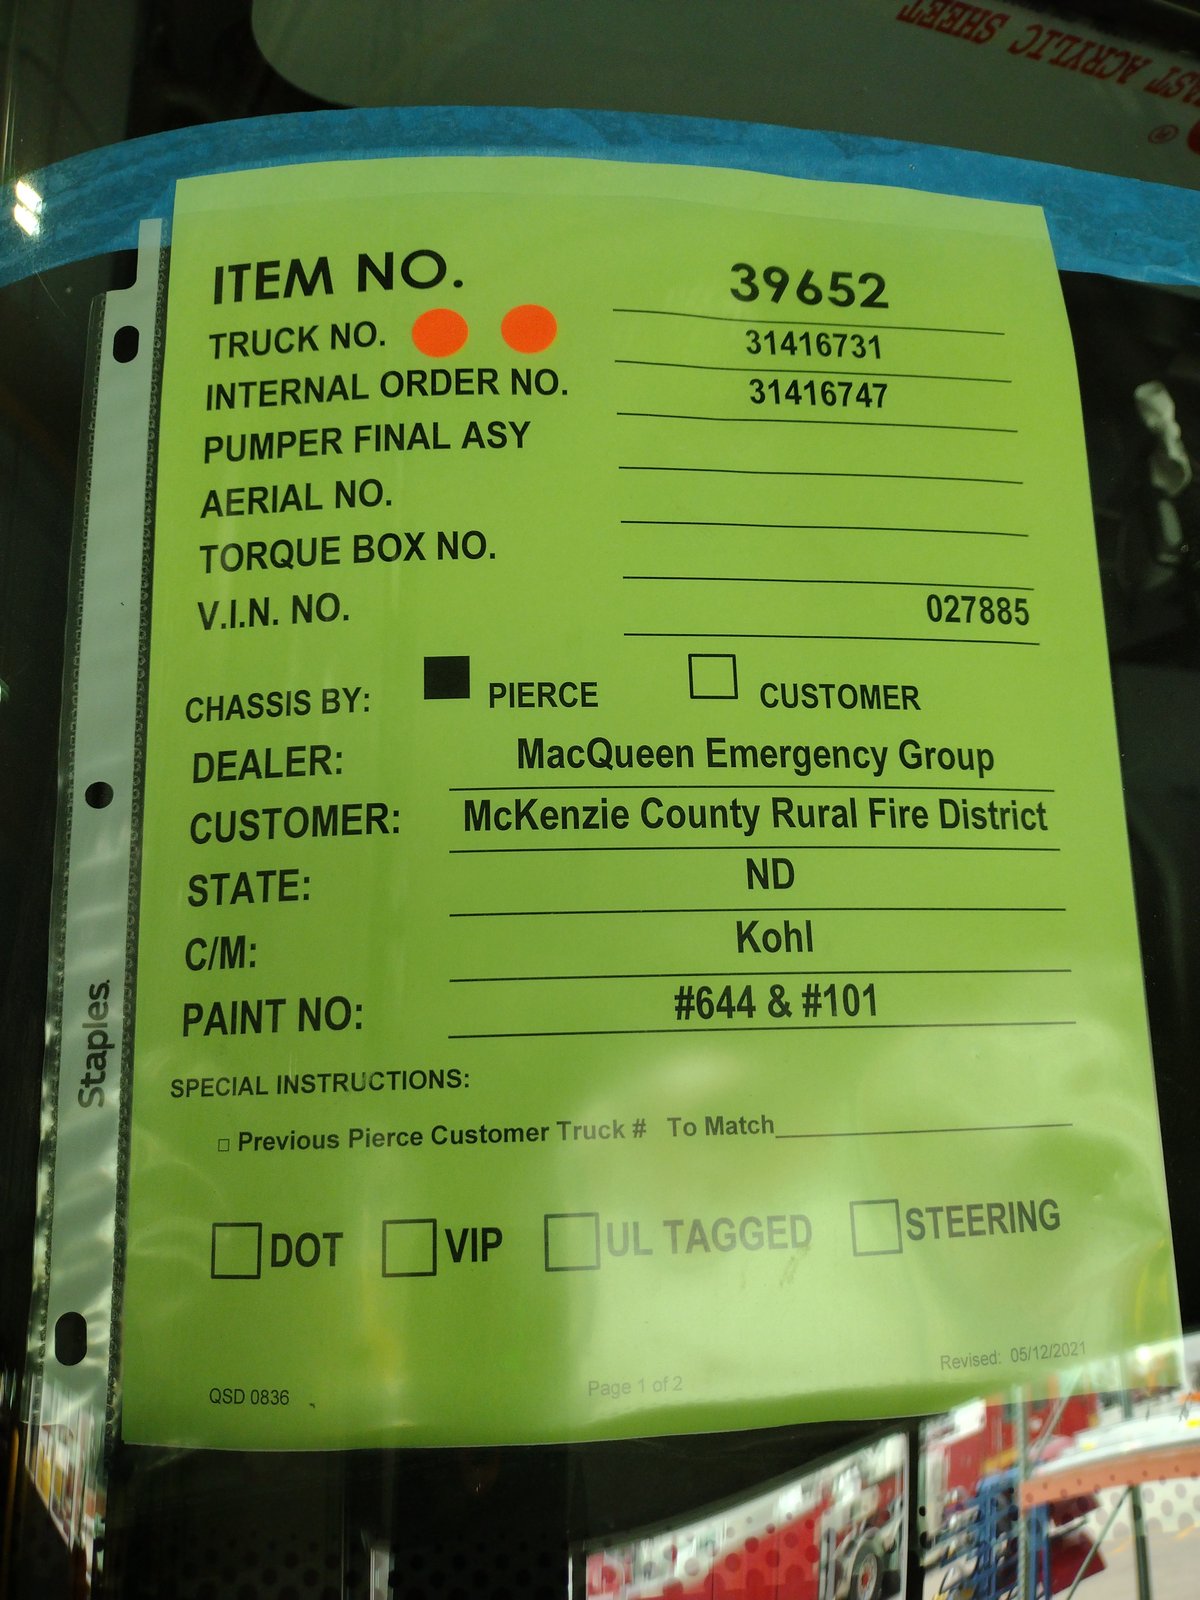 AST ACRYLIC SHEET
®
ITEM NO. 39652
TRUCK NO. 31416731
INTERNAL ORDER NO. 31416747
PUMPER FINAL ASY
AERIAL NO.
TORQUE BOX NO.
V.I.N. NO. 027885
CHASSIS BY: PIERCE CUSTOMER
DEALER: MacQueen Emergency Group
CUSTOMER: McKenzie County Rural Fire District
STATE: ND
C/M: Kohl
PAINT NO: #644 & #101
SPECIAL INSTRUCTIONS:
Previous Pierce Customer Truck # To Match
DOT VIP UL TAGGED STEERING
Revised: 05/12/2021
QSD 0836 Page 1 of 2
Staples